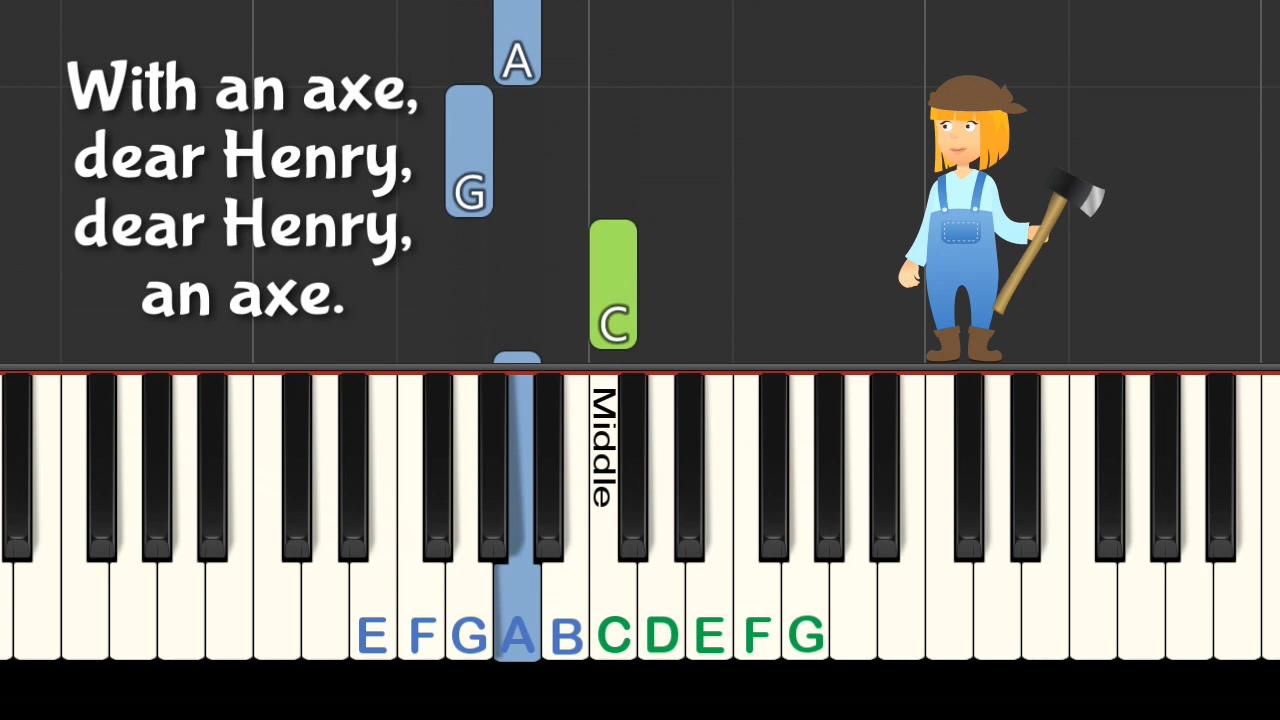 With an axe,
dear Henry,
dear Henry,
an axe.
A
G
C
Middle
E F G A B C D E F G